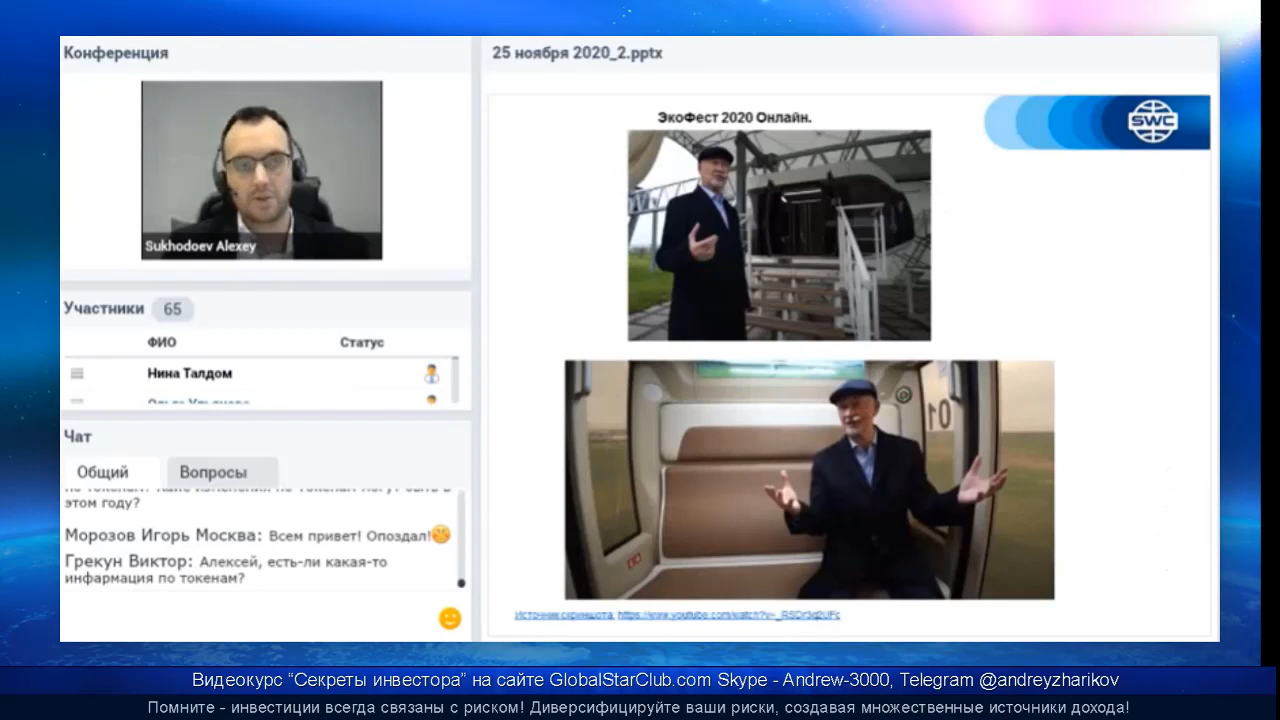 Конференция
Sukhodoev Alexey
Участники 65
ФИО Статус
Нина Талдом
Чат
Общий Вопросы
этом году?
Морозов Игорь Москва: Всем привет! Опоздал!
Грекун Виктор: Алексей, есть-ли какая-то
инфармация по токенам?
25 ноября 2020_2.pptx
ЭкоФест 2020 Онлайн.
SWC
01
Источник скриншота
Видеокурс “Секреты инвестора” на сайте GlobalStarClub.com Skype - Andrew-3000, Telegram @andreyzharikov
Помните - инвестиции всегда связаны с риском! Диверсифицируйте ваши риски, создавая множественные источники дохода!